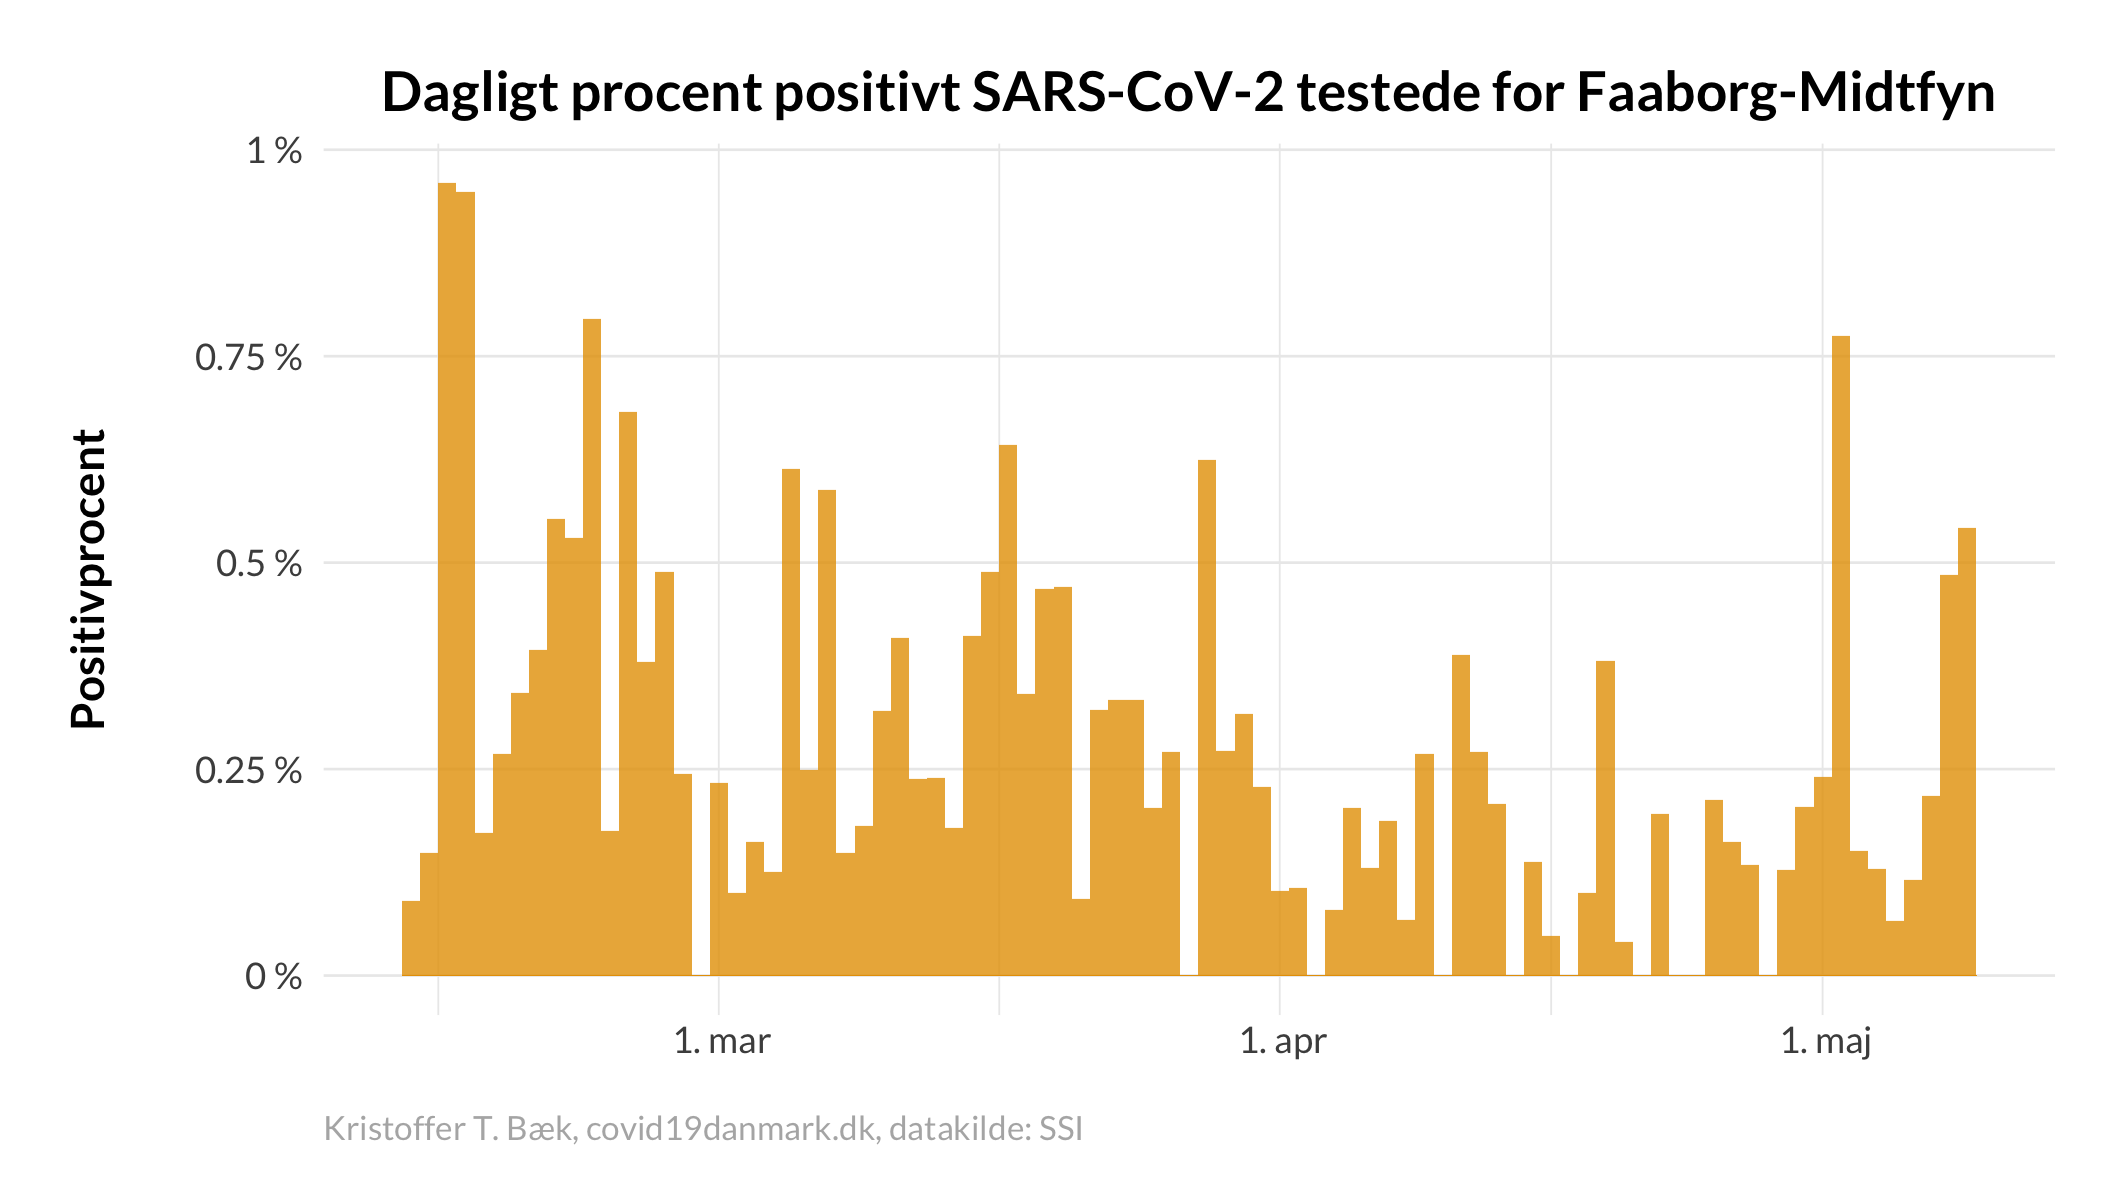 Dagligt procent positivt SARS-CoV-2 testede for Faaborg-Midtfyn
Positivprocent
1 %
0.75 %
0.5 %
0.25 %
0 %
1. mar
1. apr
1. maj
Kristoffer T. Bæk, covid19danmark.dk, datakilde: SSI